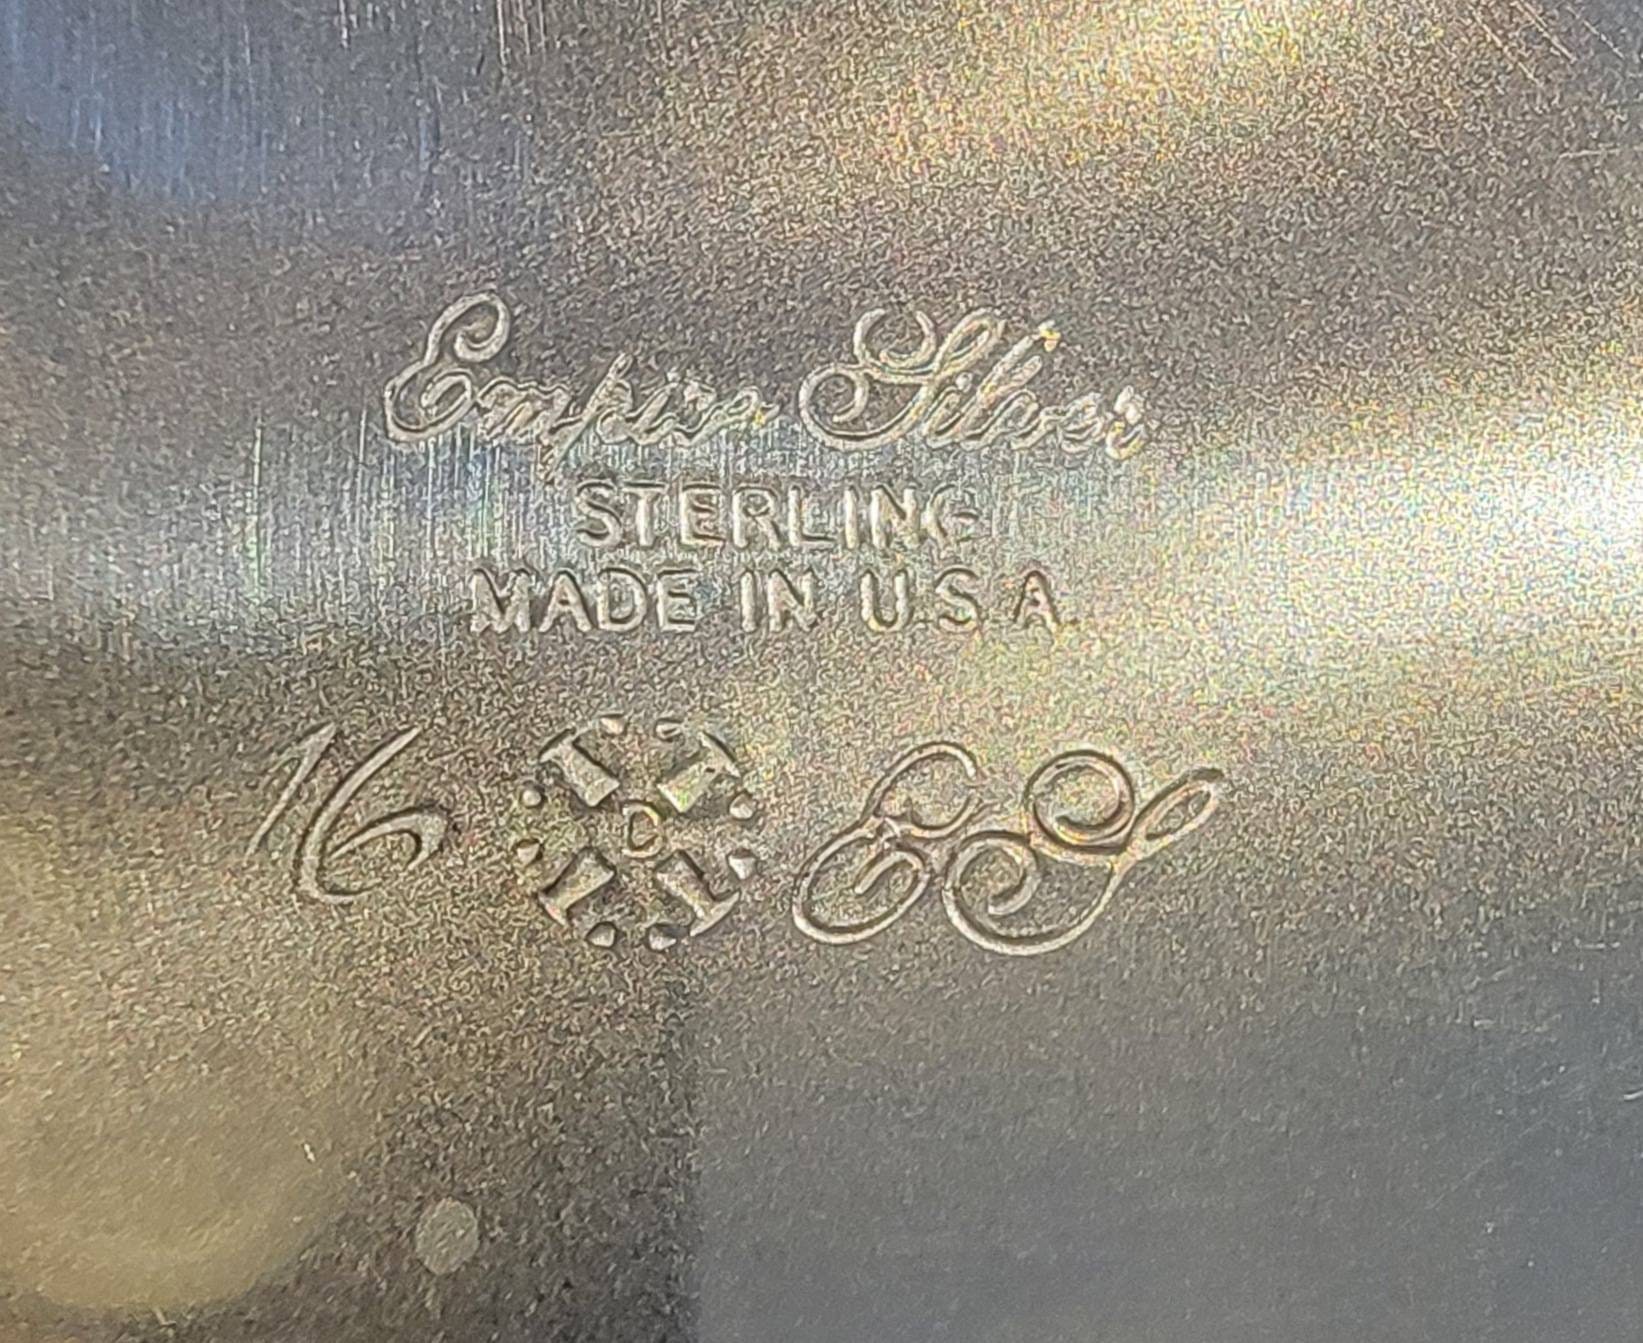 Empire Silver
STERLING
MADE IN U.S.A.
16 ES